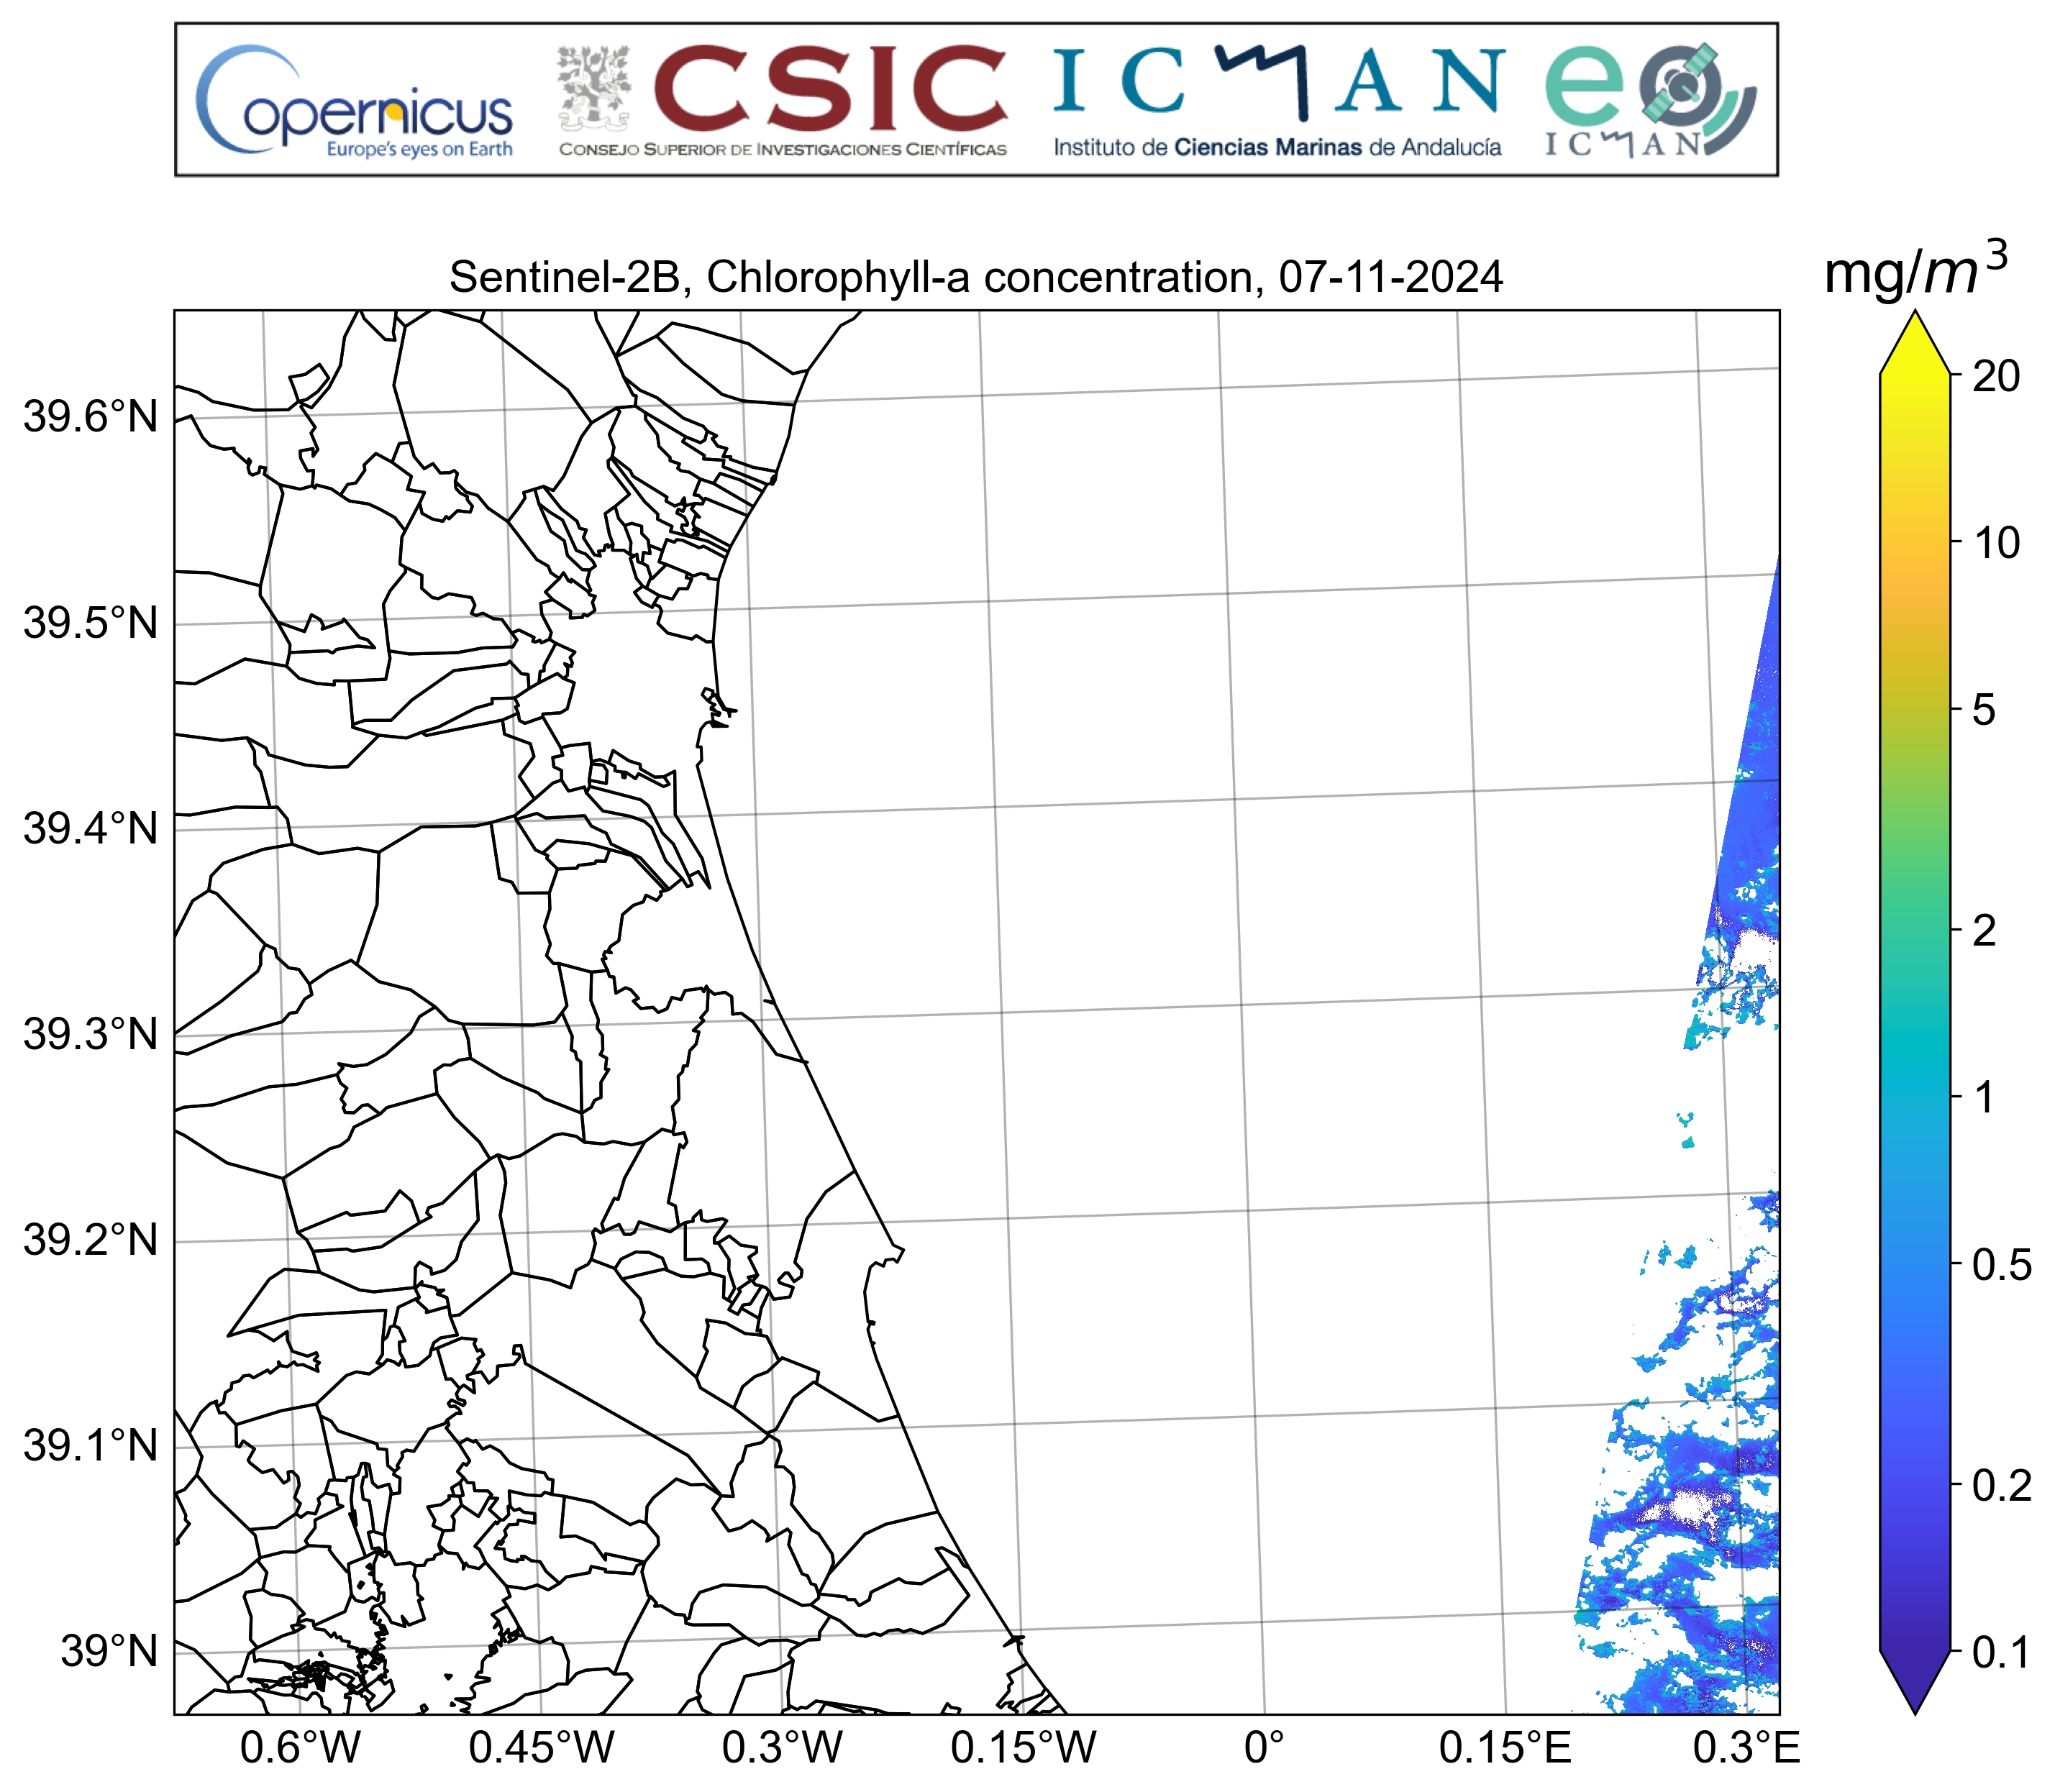 Copernicus
Europe's eyes on Earth
CSIC
CONSEJO SUPERIOR DE INVESTIGACIONES CIENTÍFICAS
ICMAN
Instituto de Ciencias Marinas de Andalucía
eo
ICMAN
Sentinel-2B, Chlorophyll-a concentration, 07-11-2024
mg/m³
39.6°N
39.5°N
39.4°N
39.3°N
39.2°N
39.1°N
39°N
0.6°W 0.45°W 0.3°W 0.15°W 0° 0.15°E 0.3°E
20
10
5
2
1
0.5
0.2
0.1